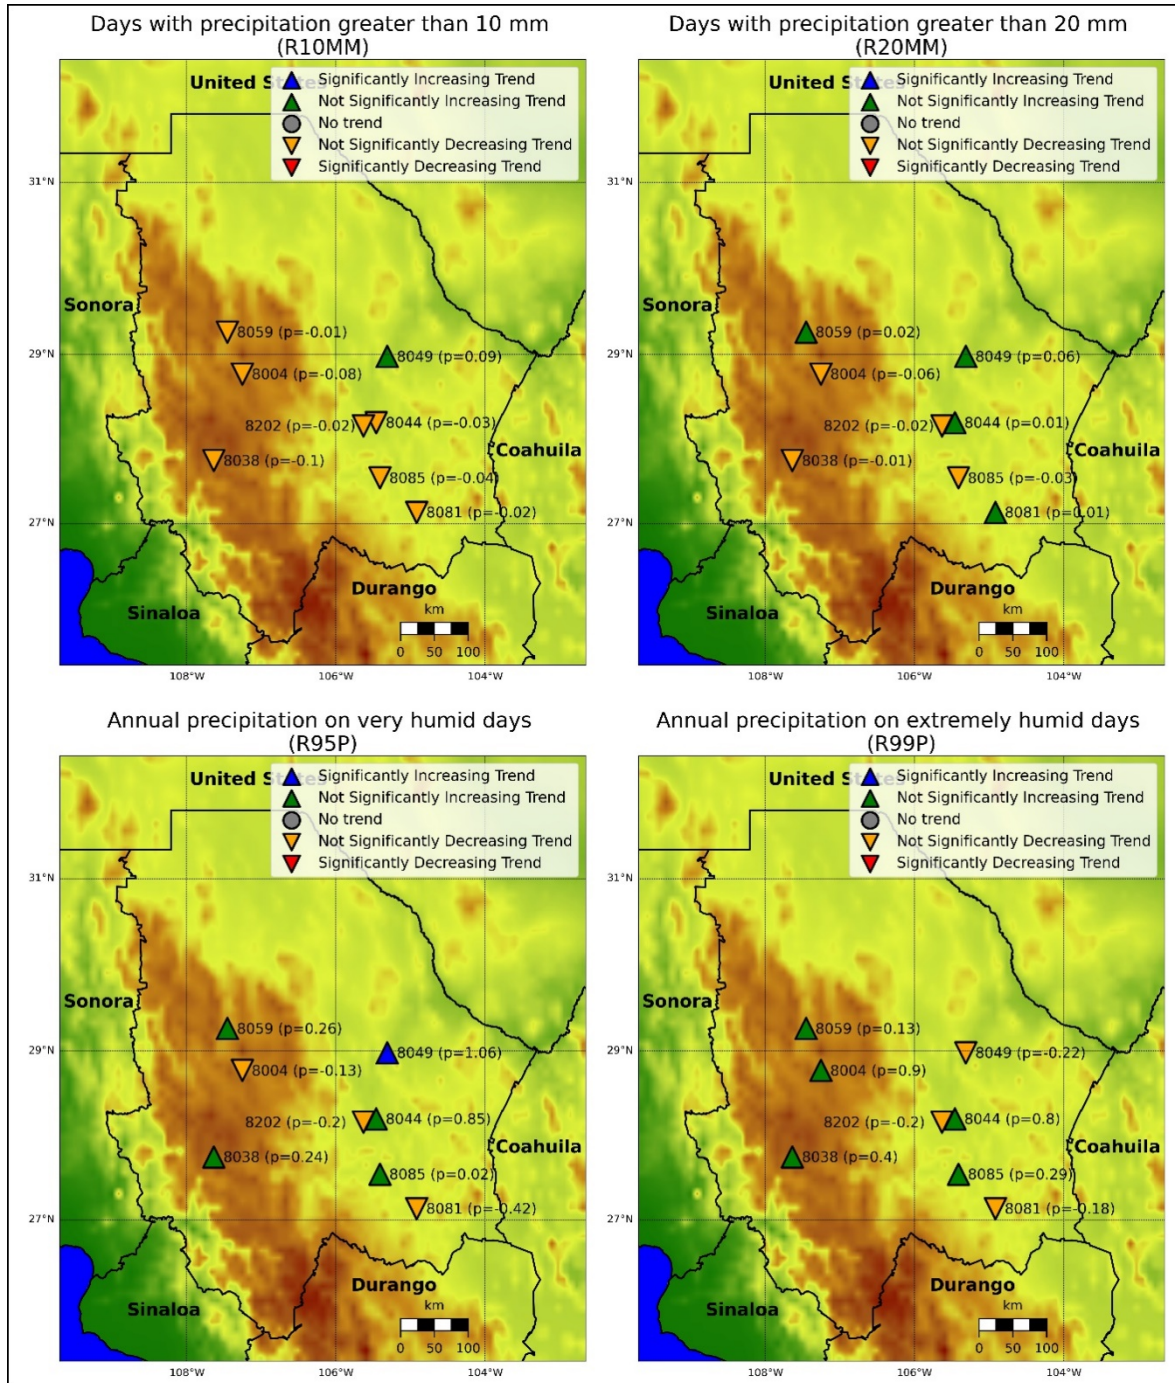 Days with precipitation greater than 10 mm
(R10MM)
United States
Significantly Increasing Trend
Not Significantly Increasing Trend
No trend
Not Significantly Decreasing Trend
Significantly Decreasing Trend
31°N
Sonora
8059 (p=-0.01)
29°N
8049 (p=0.09)
8004 (p=-0.08)
8202 (p=-0.02)
8044 (p=-0.03)
Coahuila
8038 (p=-0.1)
8085 (p=-0.04)
27°N
8081 (p=-0.02)
Durango
Sinaloa
km
0 50 100
108°W 106°W 104°W
Days with precipitation greater than 20 mm
(R20MM)
United States
Significantly Increasing Trend
Not Significantly Increasing Trend
No trend
Not Significantly Decreasing Trend
Significantly Decreasing Trend
31°N
Sonora
8059 (p=0.02)
29°N
8049 (p=0.06)
8004 (p=-0.06)
8202 (p=-0.02)
8044 (p=0.01)
Coahuila
8038 (p=-0.01)
8085 (p=-0.03)
27°N
8081 (p=0.01)
Durango
Sinaloa
km
0 50 100
108°W 106°W 104°W
Annual precipitation on very humid days
(R95P)
United States
Significantly Increasing Trend
Not Significantly Increasing Trend
No trend
Not Significantly Decreasing Trend
Significantly Decreasing Trend
31°N
Sonora
8059 (p=0.26)
29°N
8049 (p=1.06)
8004 (p=-0.13)
8202 (p=-0.2)
8044 (p=0.85)
Coahuila
8038 (p=0.24)
8085 (p=0.02)
27°N
8081 (p=-0.42)
Durango
Sinaloa
km
0 50 100
108°W 106°W 104°W
Annual precipitation on extremely humid days
(R99P)
United States
Significantly Increasing Trend
Not Significantly Increasing Trend
No trend
Not Significantly Decreasing Trend
Significantly Decreasing Trend
31°N
Sonora
8059 (p=0.13)
29°N
8049 (p=-0.22)
8004 (p=0.9)
8202 (p=-0.2)
8044 (p=0.8)
Coahuila
8038 (p=0.4)
8085 (p=0.29)
27°N
8081 (p=-0.18)
Durango
Sinaloa
km
0 50 100
108°W 106°W 104°W